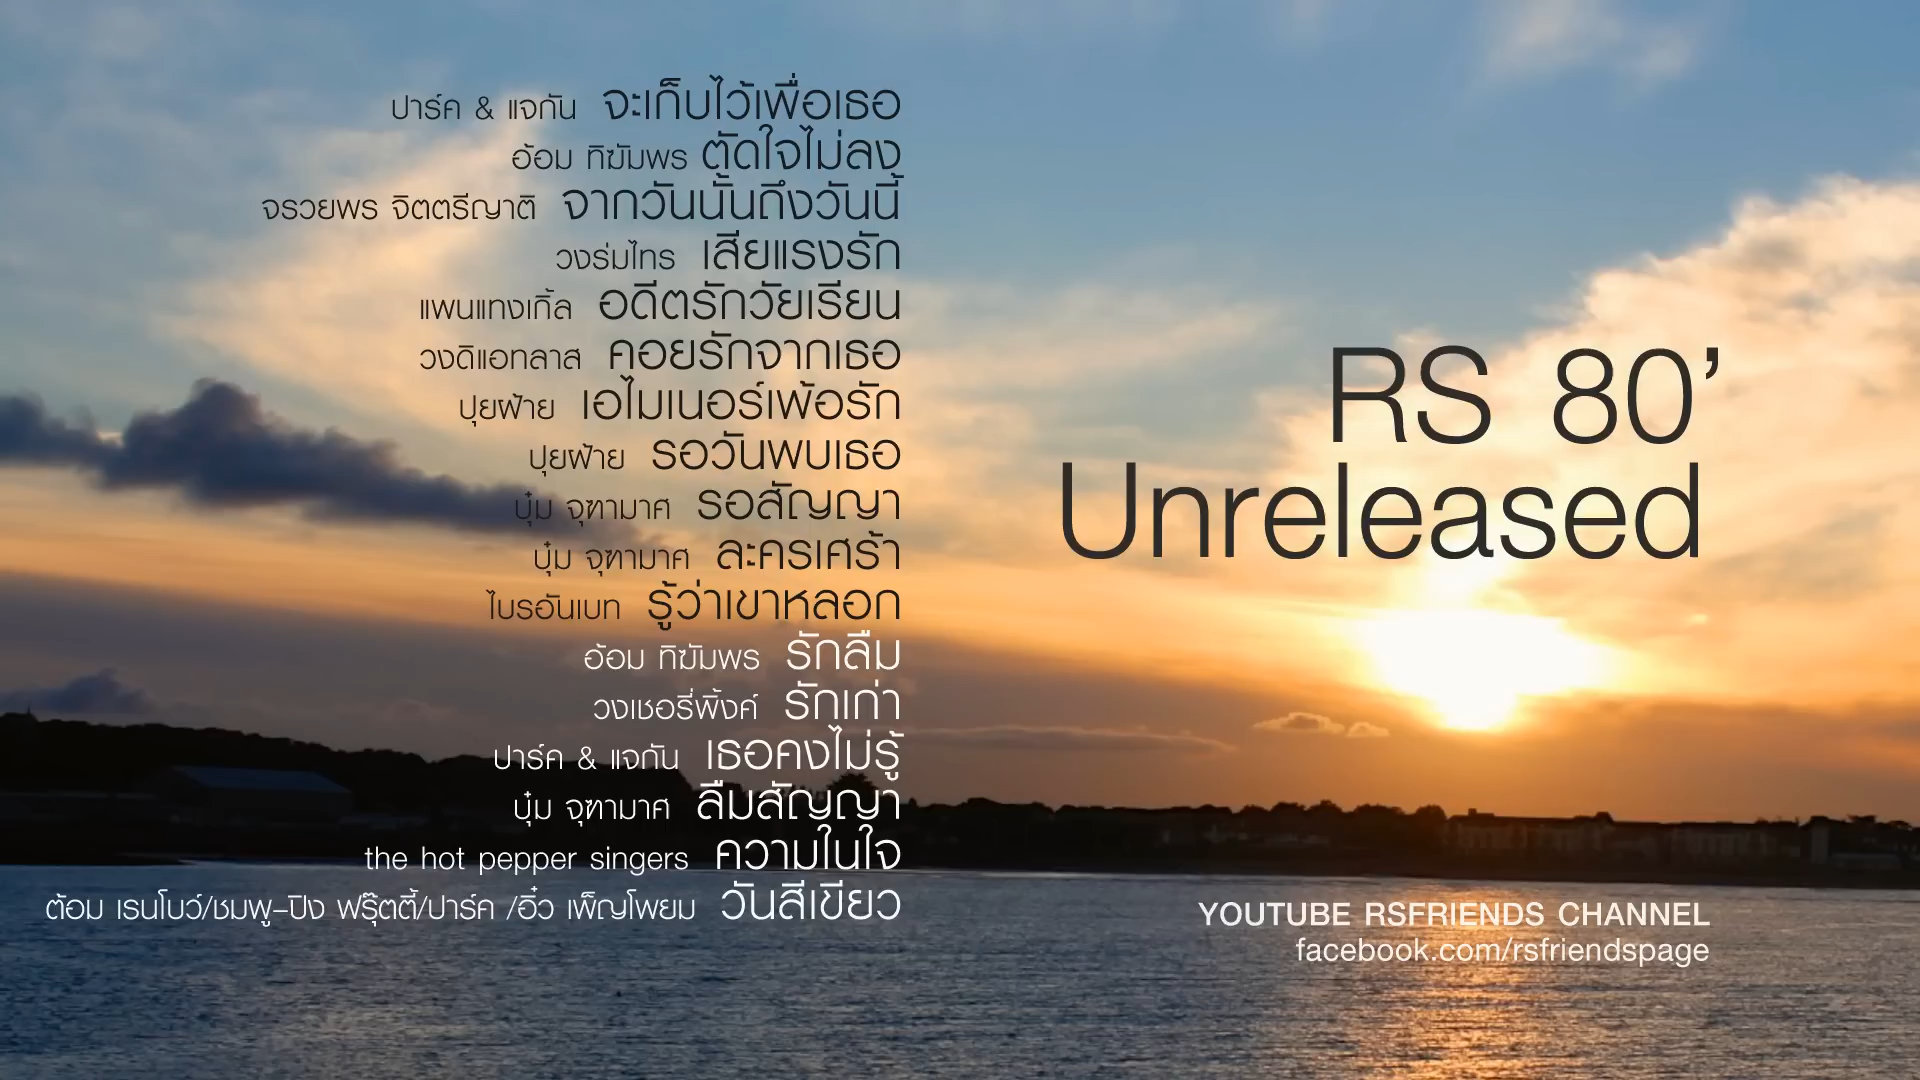 ปาร์ค & แจกัน จะเก็บไว้เพื่อเธอ
อ้อม ทิฆัมพร ตัดใจไม่ลง
จรวยพร จิตตรีญาติ จากวันนั้นถึงวันนี้
วงร่มไทร เสียแรงรัก
แพนแทงเกิ้ล อดีตรักวัยเรียน
วงดิแอทลาส คอยรักจากเธอ
ปุยฝ้าย เอไมเนอร์เพ้อรัก
ปุยฝ้าย รอวันพบเธอ
บุ๋ม จุฑามาศ รอสัญญา
บุ๋ม จุฑามาศ ละครเศร้า
ไบรอันเบท รู้ว่าเขาหลอก
อ้อม ทิฆัมพร รักลืม
วงเชอรี่พิ้งค์ รักเก่า
ปาร์ค & แจกัน เธอคงไม่รู้
บุ๋ม จุฑามาศ ลืมสัญญา
the hot pepper singers ความในใจ
ต้อม เรนโบว์/ชมพู-ปิง ฟรุ๊ตตี้/ปาร์ค /อิ๋ว เพ็ญโพยม วันสีเขียว
RS 80’
Unreleased
YOUTUBE RSFRIENDS CHANNEL
facebook.com/rsfriendspage